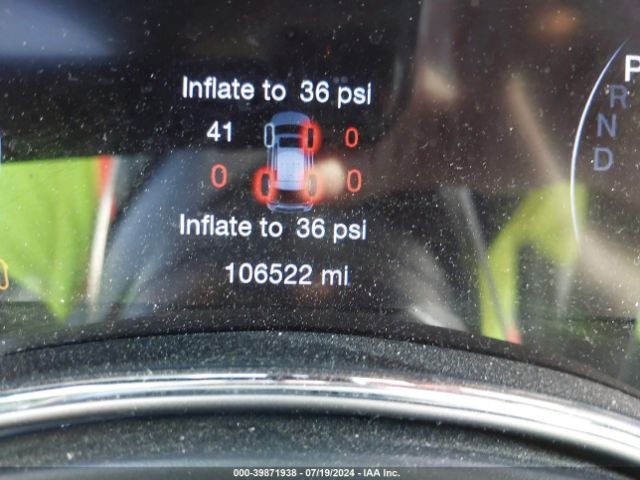 Inflate to 36 psi
41 0
0 0
Inflate to 36 psi
106522 mi
P
R
N
D
000-39871938 - 07/19/2024 - IAA Inc.